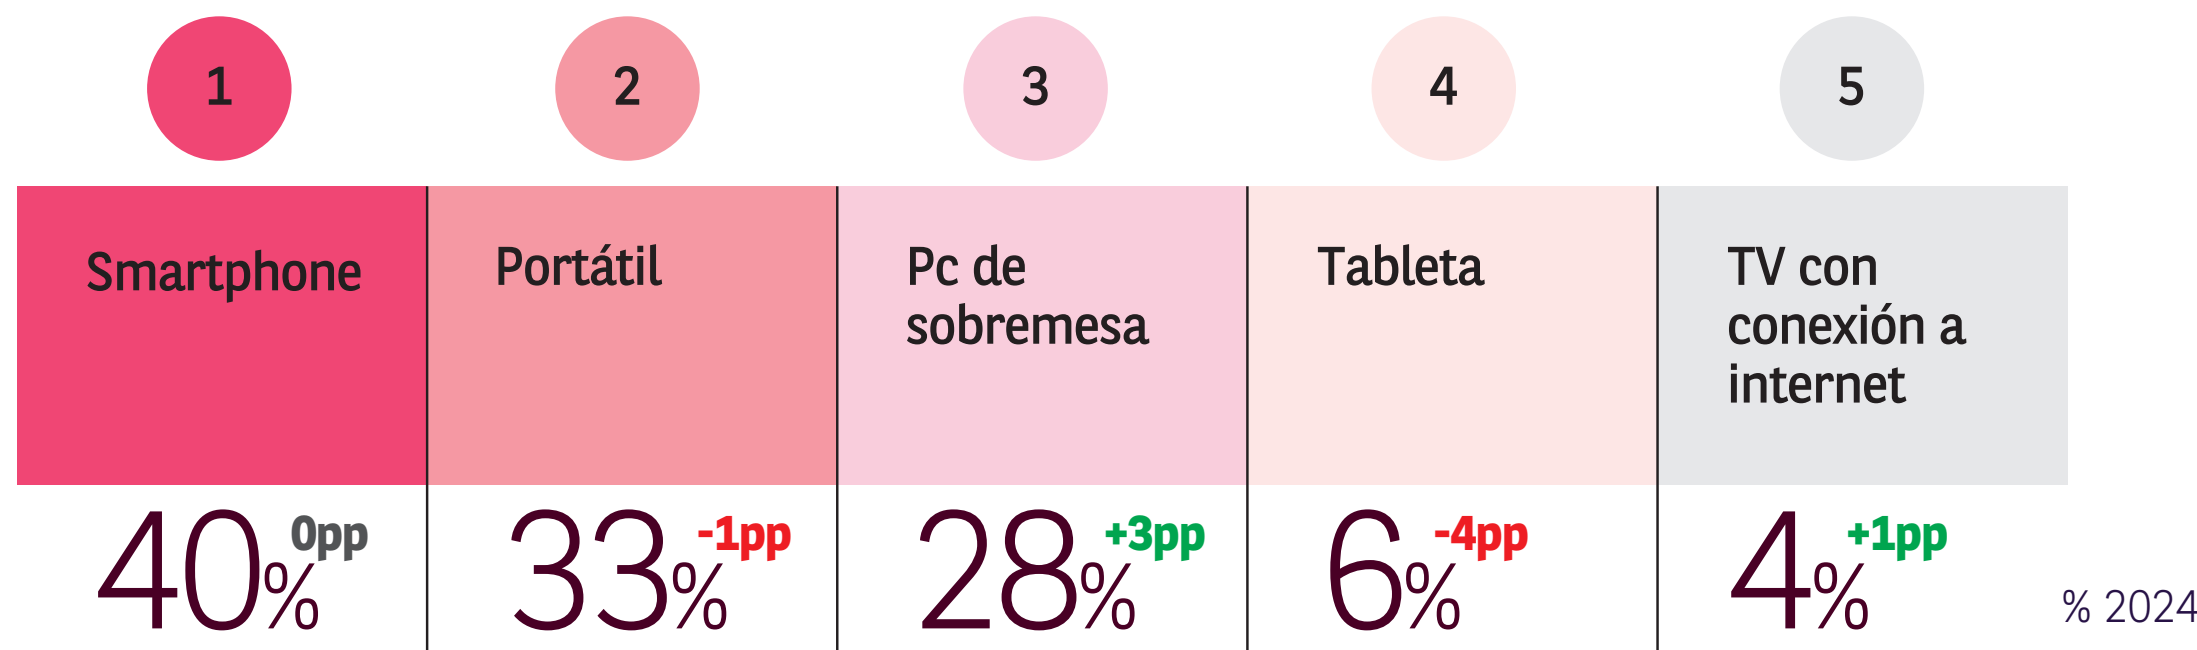 1
2
3
4
5
Smartphone
Portátil
Pc de
sobremesa
Tableta
TV con
conexión a
internet
40% 0pp
33% -1pp
28% +3pp
6% -4pp
4% +1pp
% 2024